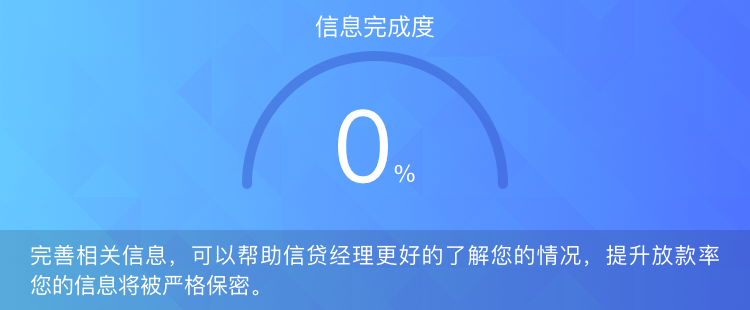 信息完成度
0%
完善相关信息，可以帮助信贷经理更好的了解您的情况，提升放款率
您的信息将被严格保密。